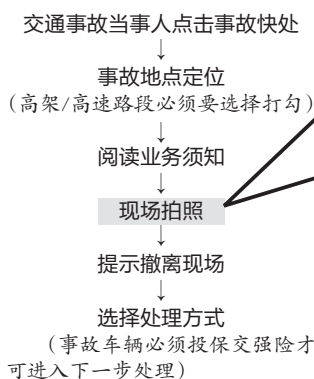 交通事故当事人点击事故快处
↓
事故地点定位
（高架/高速路段必须要选择打勾）
↓
阅读业务须知
↓
现场拍照
↓
提示撤离现场
↓
选择处理方式
（事故车辆必须投保交强险才
可进入下一步处理）